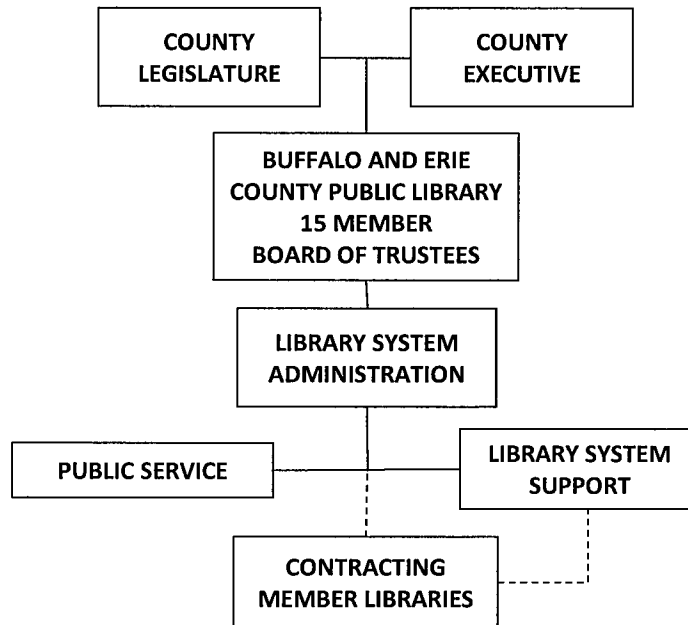 COUNTY
LEGISLATURE
COUNTY
EXECUTIVE
BUFFALO AND ERIE
COUNTY PUBLIC LIBRARY
15 MEMBER
BOARD OF TRUSTEES
LIBRARY SYSTEM
ADMINISTRATION
PUBLIC SERVICE
LIBRARY SYSTEM
SUPPORT
CONTRACTING
MEMBER LIBRARIES